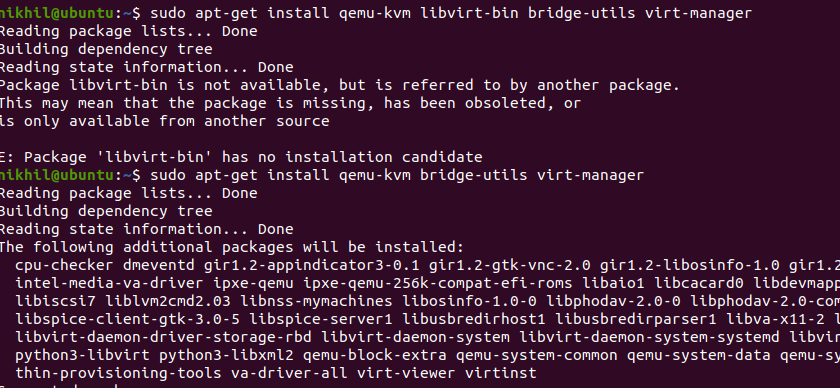 nikhil@ubuntu:~$ sudo apt-get install qemu-kvm libvirt-bin bridge-utils virt-manager
Reading package lists... Done
Building dependency tree
Reading state information... Done
Package libvirt-bin is not available, but is referred to by another package.
This may mean that the package is missing, has been obsoleted, or
is only available from another source
E: Package 'libvirt-bin' has no installation candidate
nikhil@ubuntu:~$ sudo apt-get install qemu-kvm bridge-utils virt-manager
Reading package lists... Done
Building dependency tree
Reading state information... Done
The following additional packages will be installed:
cpu-checker dmeventd gir1.2-appindicator3-0.1 gir1.2-gtk-vnc-2.0 gir1.2-libosinfo-1.0 gir1.2
intel-media-va-driver ipxe-qemu ipxe-qemu-256k-compat-efi-roms libaio1 libcacard0 libdevmapp
libiscsi7 liblvm2cmd2.03 libnss-mymachines libosinfo-1.0-0 libphodav-2.0-0 libphodav-2.0-com
libspice-client-gtk-3.0-5 libspice-server1 libusbredirhost1 libusbredirparser1 libva-x11-2 l
libvirt-daemon-driver-storage-rbd libvirt-daemon-system libvirt-daemon-system-systemd libvir
python3-libvirt python3-libxml2 qemu-block-extra qemu-system-common qemu-system-data qemu-sy
thin-provisioning-tools va-driver-all virt-viewer virtinst